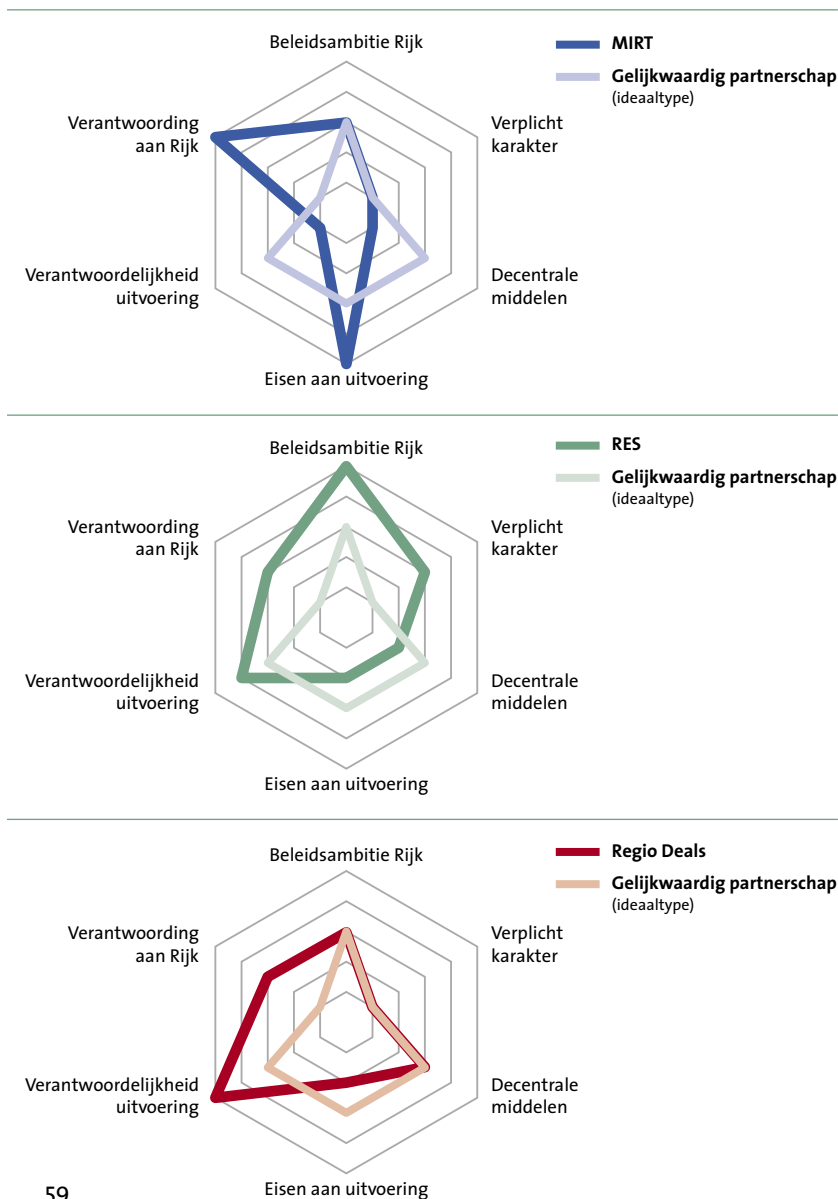 Beleidsambitie Rijk
MIRT
Gelijkwaardig partnerschap
(ideaaltype)
Verantwoording
aan Rijk
Verplicht
karakter
Verantwoordelijkheid
uitvoering
Decentrale
middelen
Eisen aan uitvoering
Beleidsambitie Rijk
RES
Gelijkwaardig partnerschap
(ideaaltype)
Verantwoording
aan Rijk
Verplicht
karakter
Verantwoordelijkheid
uitvoering
Decentrale
middelen
Eisen aan uitvoering
Beleidsambitie Rijk
Regio Deals
Gelijkwaardig partnerschap
(ideaaltype)
Verantwoording
aan Rijk
Verplicht
karakter
Verantwoordelijkheid
uitvoering
Decentrale
middelen
Eisen aan uitvoering
59